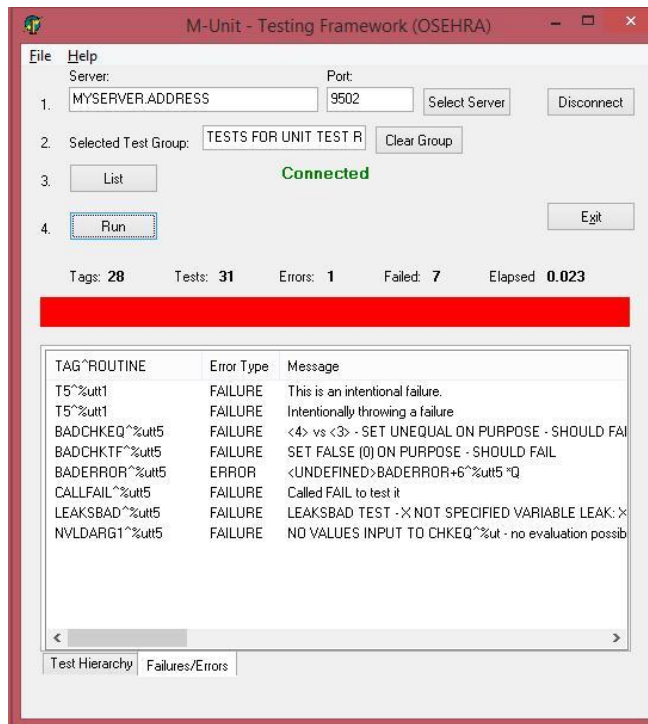 M-Unit - Testing Framework (OSEHRA)
File Help
Server: Port:
1. MYSERVER.ADDRESS 9502 Select Server Disconnect
2. Selected Test Group: TESTS FOR UNIT TEST R Clear Group
3. List Connected
4. Run Exit
Tags: 28 Tests: 31 Errors: 1 Failed: 7 Elapsed 0.023
TAG^ROUTINE Error Type Message
T5^%utt1 FAILURE This is an intentional failure.
T5^%utt1 FAILURE Intentionally throwing a failure
BADCHKEQ^%utt5 FAILURE <4> vs <3> - SET UNEQUAL ON PURPOSE - SHOULD FAI
BADCHKTF^%utt5 FAILURE SET FALSE (0) ON PURPOSE - SHOULD FAIL
BADERROR^%utt5 ERROR <UNDEFINED>BADERROR+6^%utt5 *Q
CALLFAIL^%utt5 FAILURE Called FAIL to test it
LEAKSBAD^%utt5 FAILURE LEAKSBAD TEST - X NOT SPECIFIED VARIABLE LEAK: X
NVLDARG1^%utt5 FAILURE NO VALUES INPUT TO CHKEQ^%ut - no evaluation possib
Test Hierarchy Failures/Errors